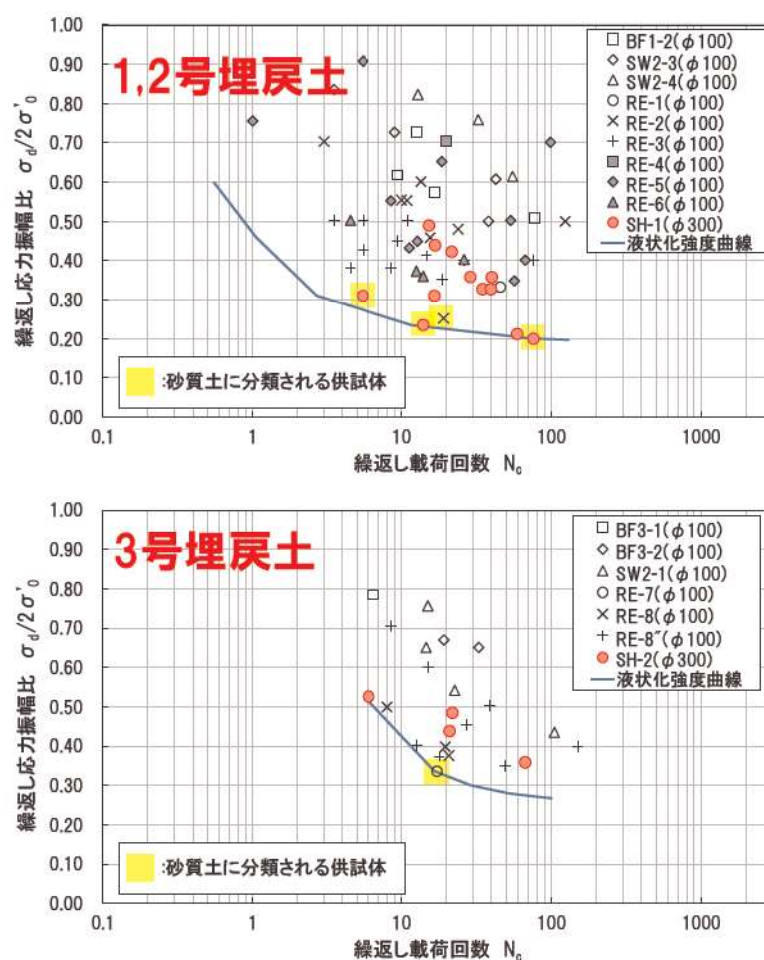 1,2号埋戻土
繰返し応力振幅比 σd/2σ'0
1.00
0.90
0.80
0.70
0.60
0.50
0.40
0.30
0.20
0.10
0.00
BF1-2(φ100)
SW2-3(φ100)
SW2-4(φ100)
RE-1(φ100)
RE-2(φ100)
RE-3(φ100)
RE-4(φ100)
RE-5(φ100)
RE-6(φ100)
SH-1(φ300)
液状化強度曲線
:砂質土に分類される供試体
0.1 1 10 100 1000
繰返し載荷回数 Nc
3号埋戻土
繰返し応力振幅比 σd/2σ'0
1.00
0.90
0.80
0.70
0.60
0.50
0.40
0.30
0.20
0.10
0.00
BF3-1(φ100)
BF3-2(φ100)
SW2-1(φ100)
RE-7(φ100)
RE-8(φ100)
RE-8"(φ100)
SH-2(φ300)
液状化強度曲線
:砂質土に分類される供試体
0.1 1 10 100 1000
繰返し載荷回数 Nc